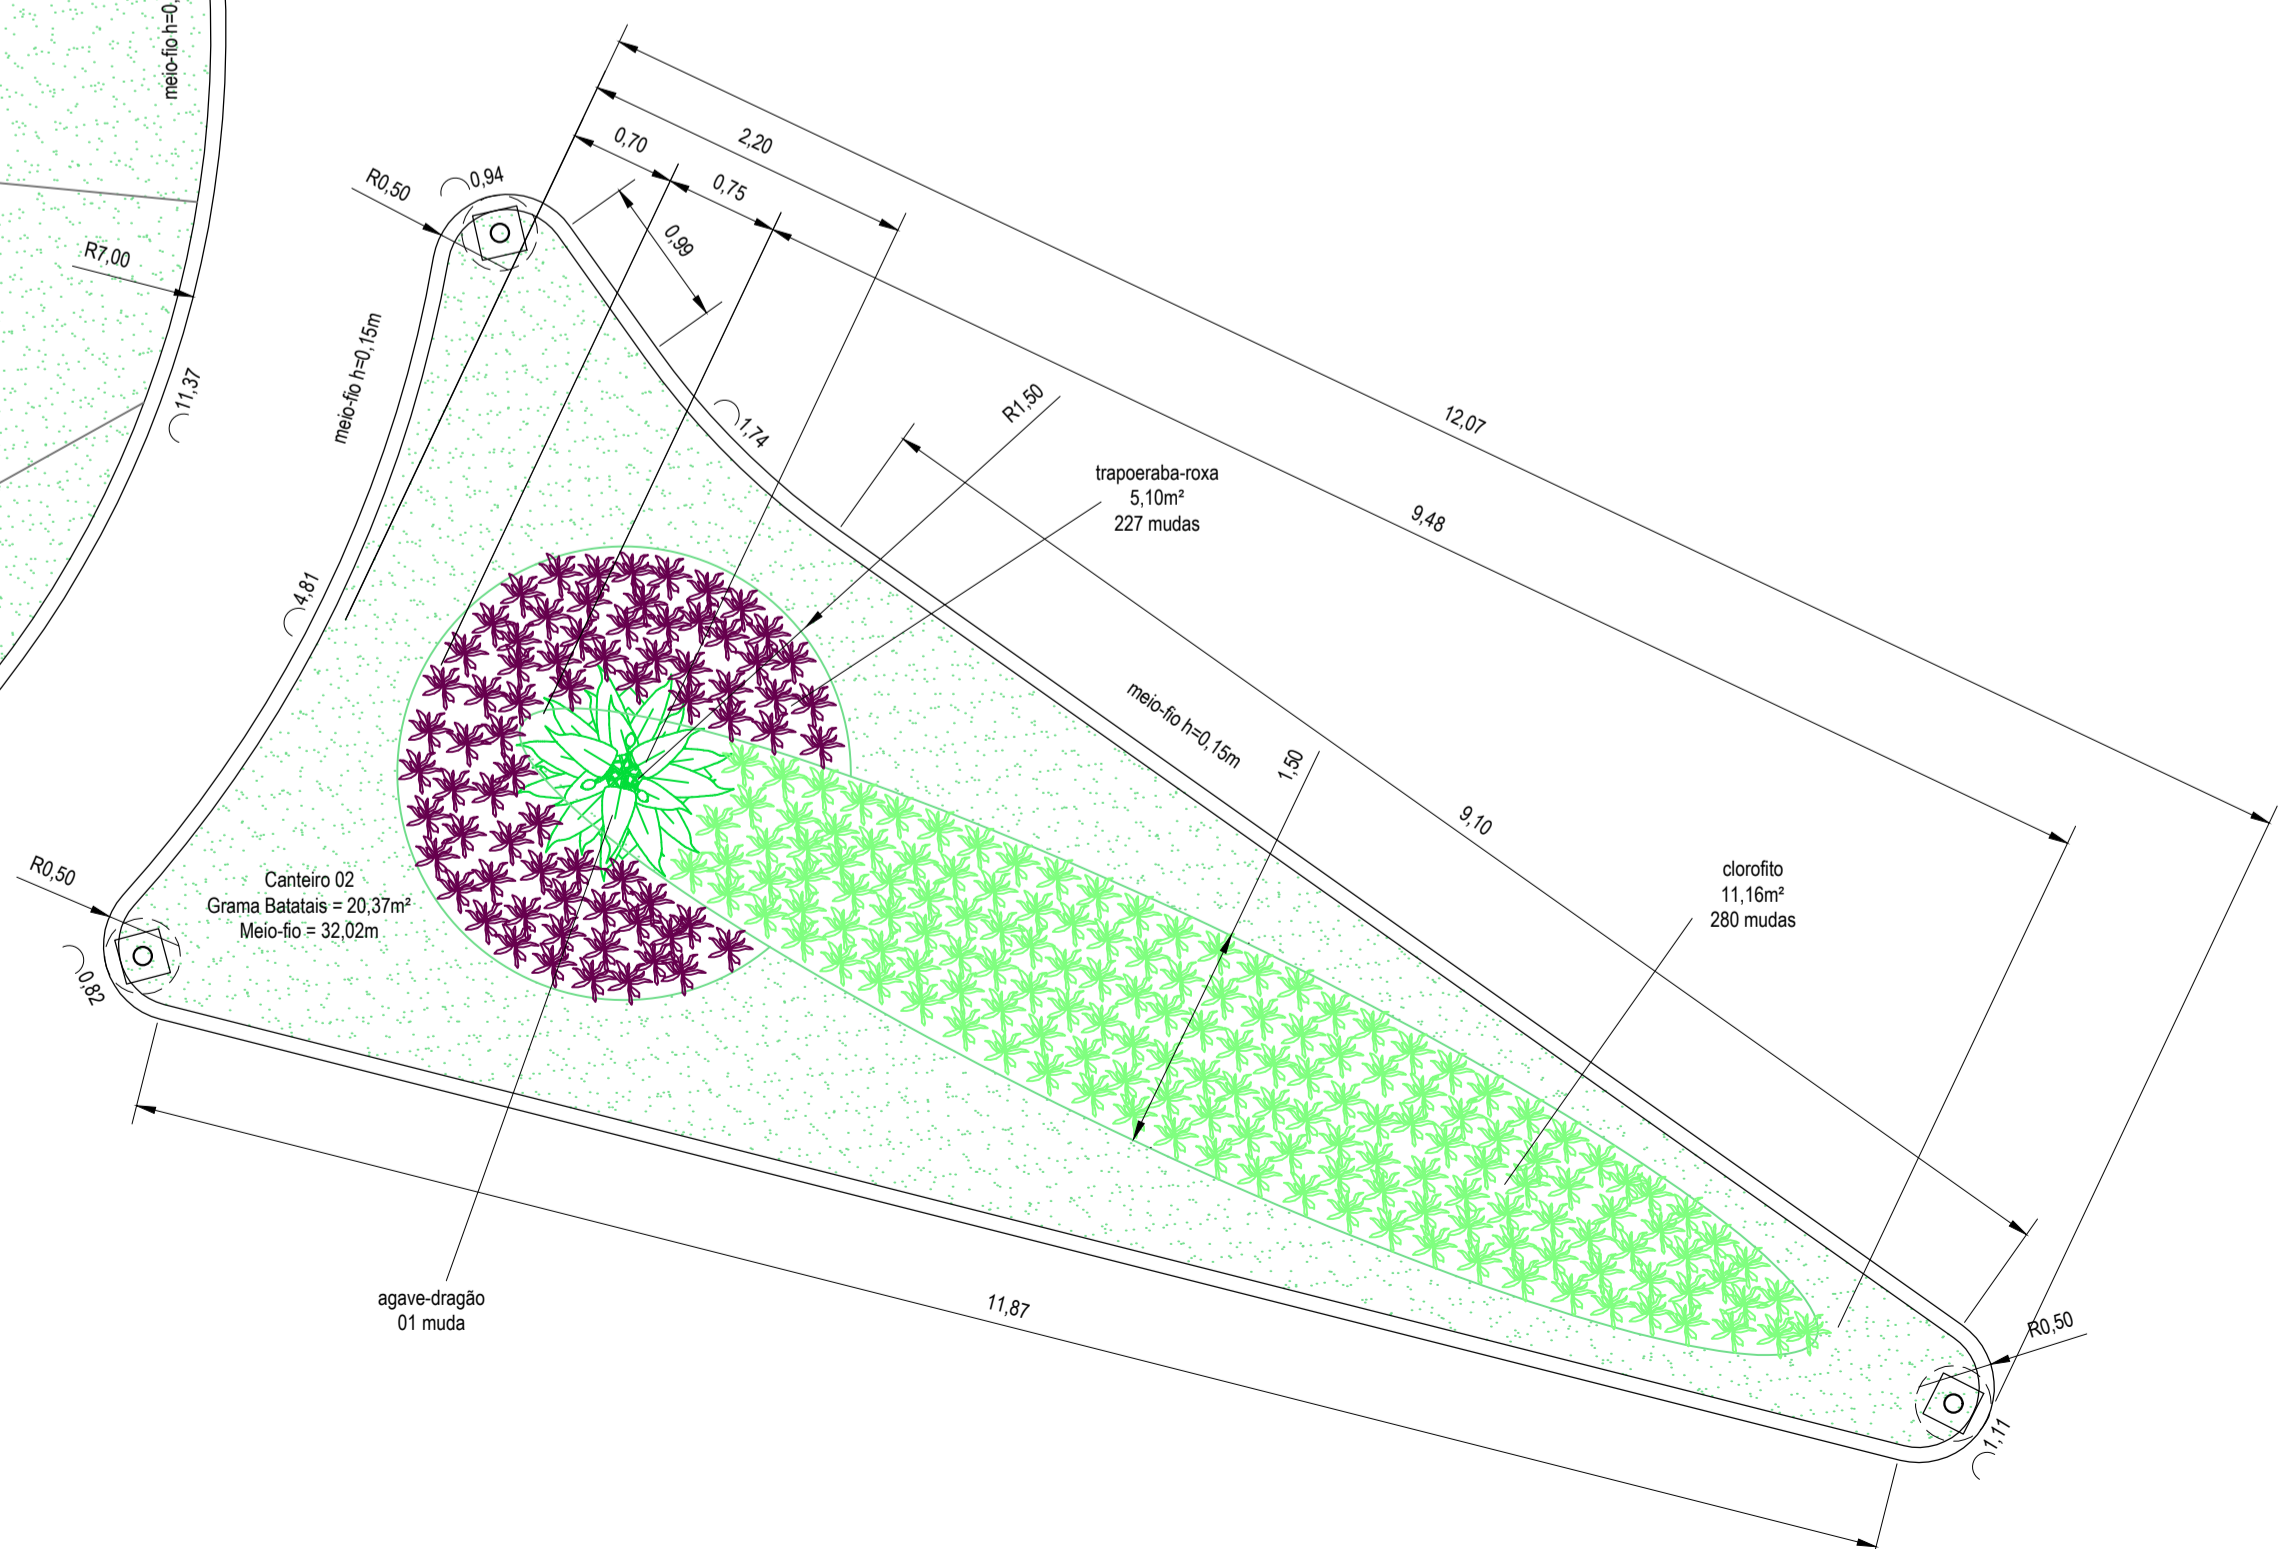 meio-fio h=0,
R7,00
11,37
R0,50
0,94
0,70
2,20
0,75
0,99
12,07
9,48
meio-fio h=0,15m
4,81
1,74
R1,50
trapoeraba-roxa
5,10m²
227 mudas
meio-fio h=0,15m
1,50
9,10
clorofito
11,16m²
280 mudas
R0,50
Canteiro 02
Grama Batatais = 20,37m²
Meio-fio = 32,02m
0,82
agave-dragão
01 muda
11,87
R0,50
1,11